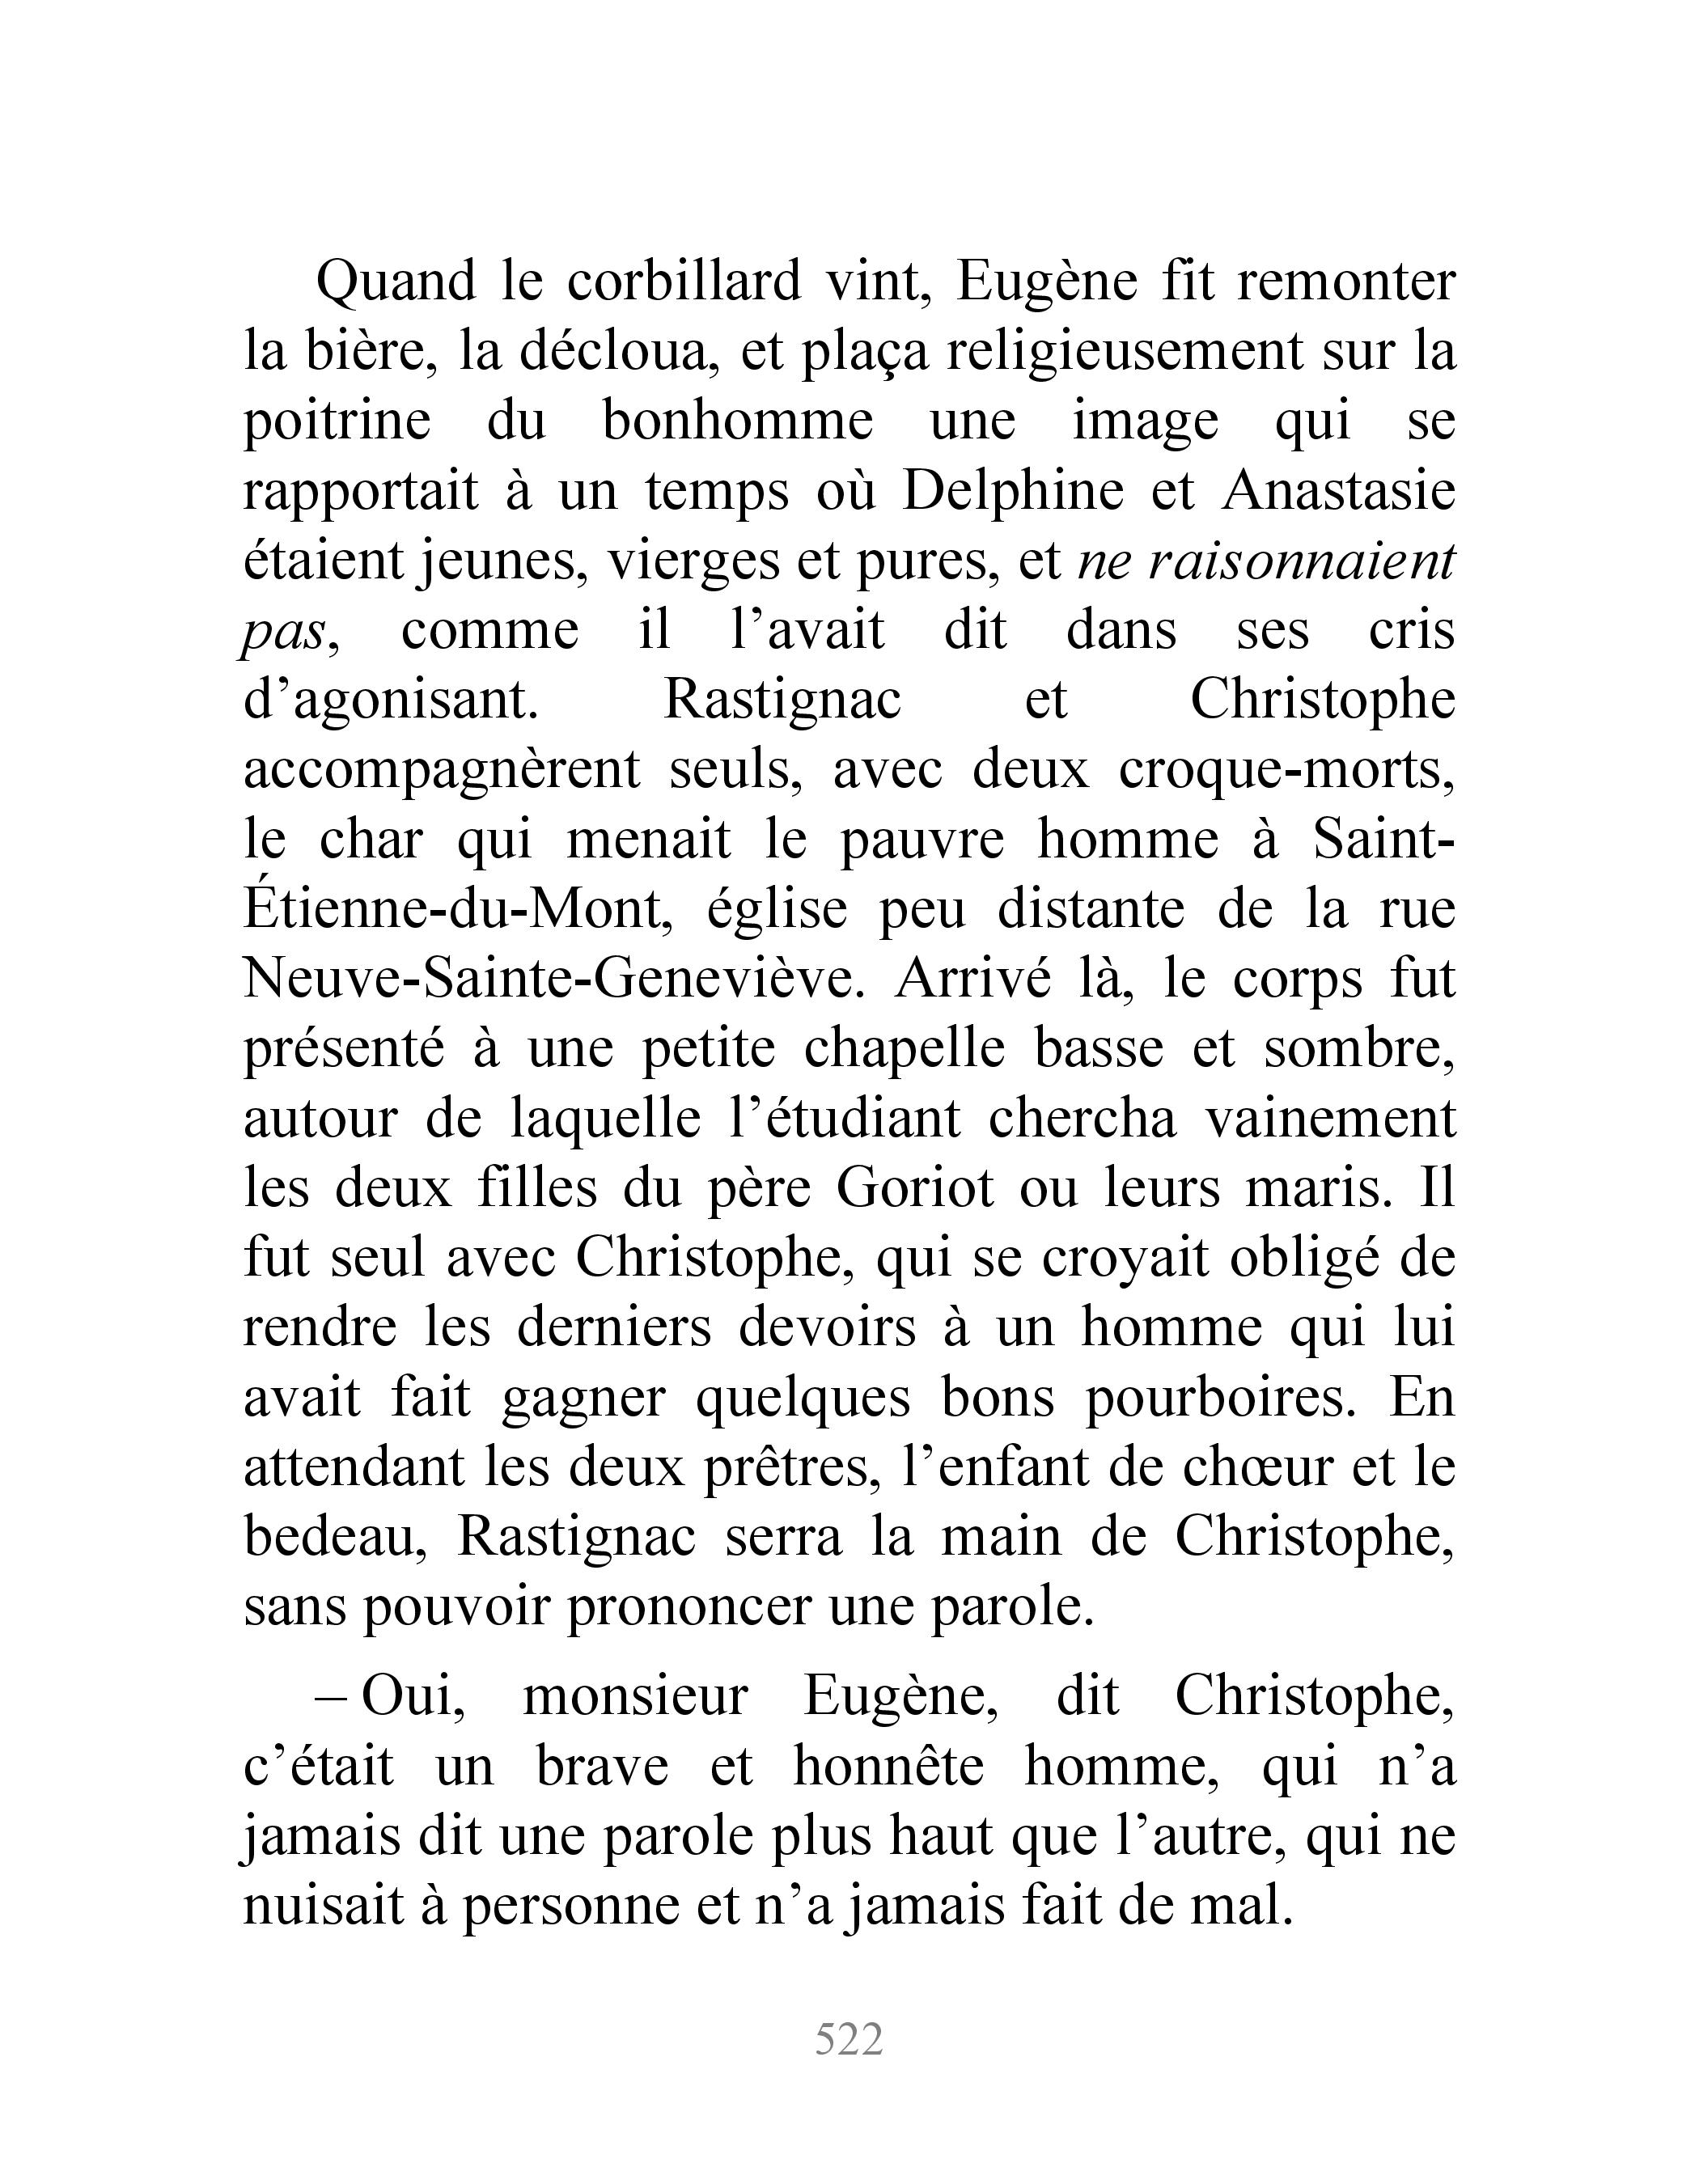 Quand le corbillard vint, Eugène fit remonter
la bière, la décloua, et plaça religieusement sur la
poitrine du bonhomme une image qui se
rapportait à un temps où Delphine et Anastasie
étaient jeunes, vierges et pures, et ne raisonnaient
pas, comme il l’avait dit dans ses cris
d’agonisant. Rastignac et Christophe
accompagnèrent seuls, avec deux croque-morts,
le char qui menait le pauvre homme à Saint-
Étienne-du-Mont, église peu distante de la rue
Neuve-Sainte-Geneviève. Arrivé là, le corps fut
présenté à une petite chapelle basse et sombre,
autour de laquelle l’étudiant chercha vainement
les deux filles du père Goriot ou leurs maris. Il
fut seul avec Christophe, qui se croyait obligé de
rendre les derniers devoirs à un homme qui lui
avait fait gagner quelques bons pourboires. En
attendant les deux prêtres, l’enfant de chœur et le
bedeau, Rastignac serra la main de Christophe,
sans pouvoir prononcer une parole.
– Oui, monsieur Eugène, dit Christophe,
c’était un brave et honnête homme, qui n’a
jamais dit une parole plus haut que l’autre, qui ne
nuisait à personne et n’a jamais fait de mal.
522